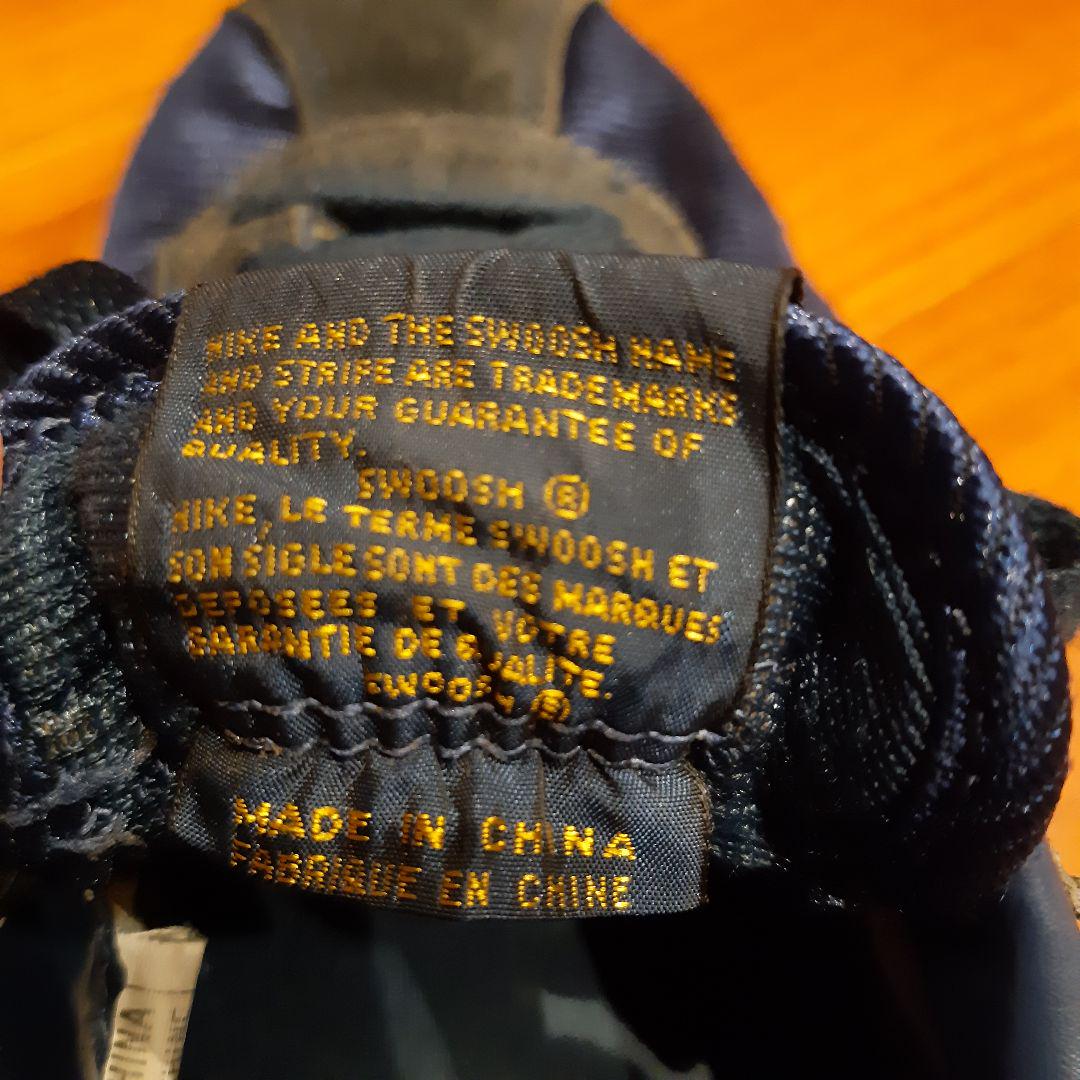 NIKE AND THE SWOOSH NAME
AND STRIPE ARE TRADEMARKS
AND YOUR GUARANTEE OF
QUALITY.
SWOOSH ®
NIKE, LE TERME SWOOSH ET
SON SIGLE SONT DES MARQUES
DEPOSEES ET VOTRE
GARANTIE DE QUALITE.
SWOOSH ®
MADE IN CHINA
FABRIQUE EN CHINE